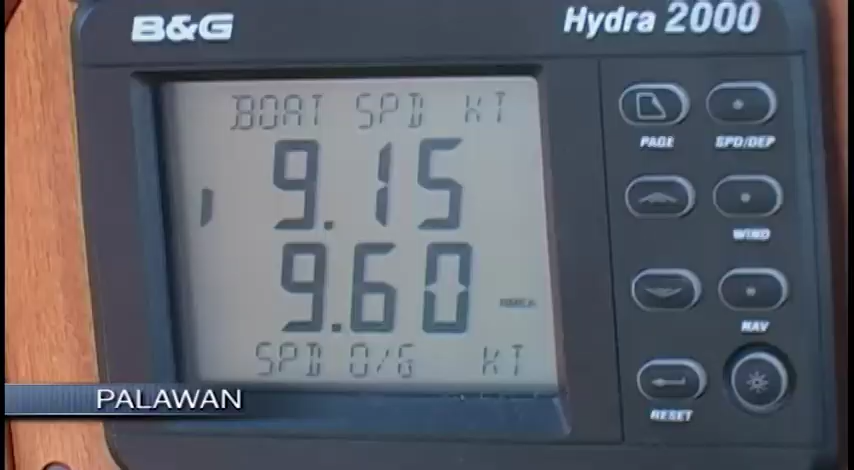 B&G
Hydra 2000
BOAT SPD KT
9.15
9.60
SPD O/G KT
PAGE
SPD/DEP
WIND
NAV
RESET
PALAWAN